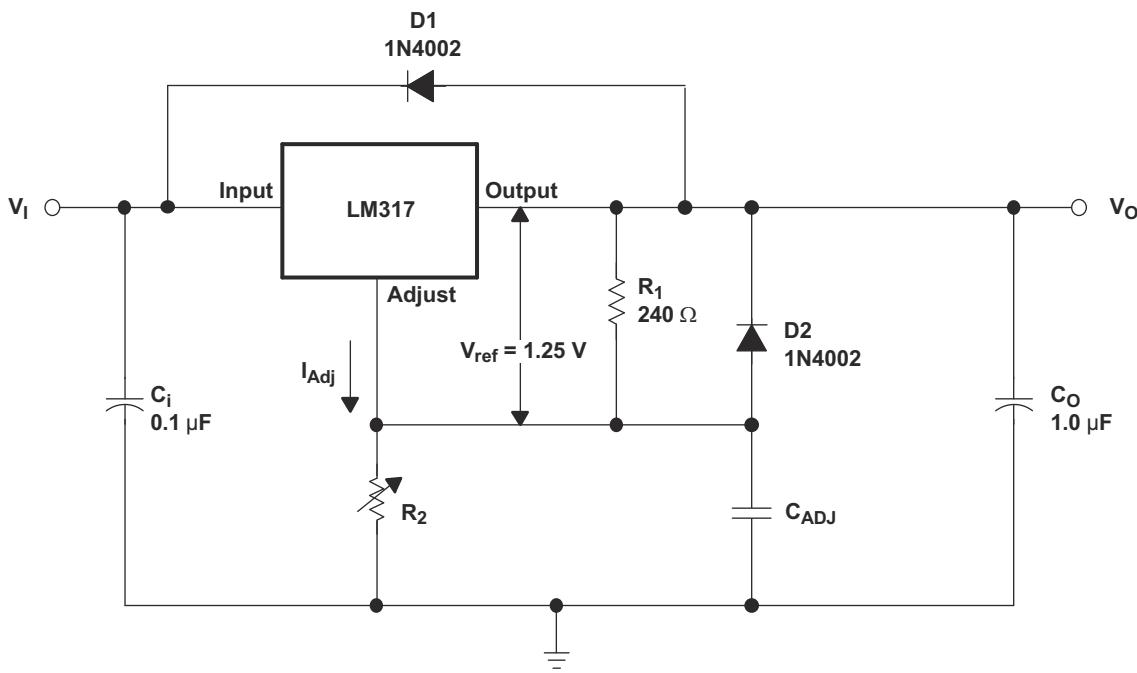 D1
1N4002
Input
LM317
Output
V_I
V_O
Adjust
R_1
240 Ω
D2
1N4002
V_ref = 1.25 V
I_Adj
C_i
0.1 µF
C_O
1.0 µF
R_2
C_ADJ